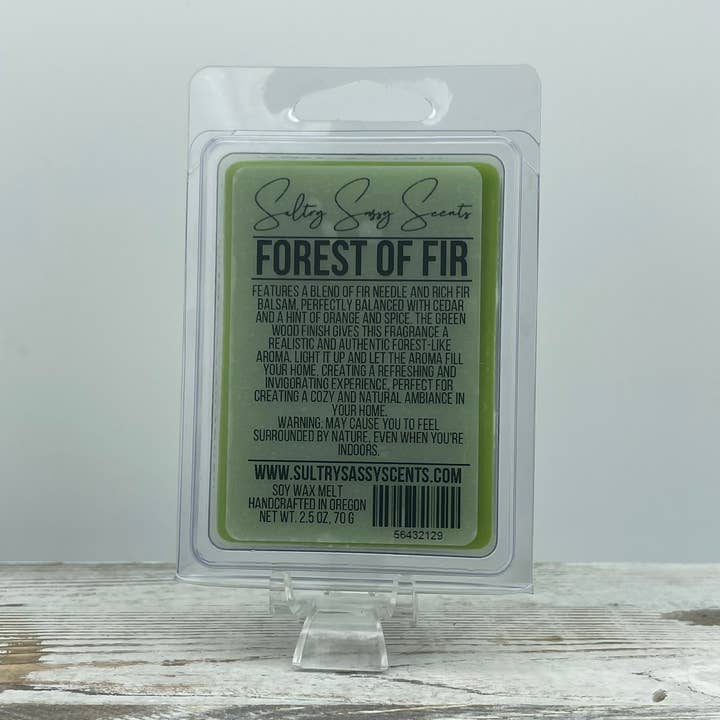 Sultry Sassy Scents
FOREST OF FIR
FEATURES A BLEND OF FIR NEEDLE AND RICH FIR
BALSAM, PERFECTLY BALANCED WITH CEDAR
AND A HINT OF ORANGE AND SPICE. THE GREEN
WOOD FINISH GIVES THIS FRAGRANCE A
REALISTIC AND AUTHENTIC FOREST-LIKE
AROMA. LIGHT IT UP AND LET THE AROMA FILL
YOUR HOME, CREATING A REFRESHING AND
INVIGORATING EXPERIENCE, PERFECT FOR
CREATING A COZY AND NATURAL AMBIANCE IN
YOUR HOME.
WARNING, MAY CAUSE YOU TO FEEL
SURROUNDED BY NATURE, EVEN WHEN YOU'RE
INDOORS.
WWW.SULTRYSASSYSCENTS.COM
SOY WAX MELT
HANDCRAFTED IN OREGON
NET WT. 2.5 OZ, 70 G
56432129